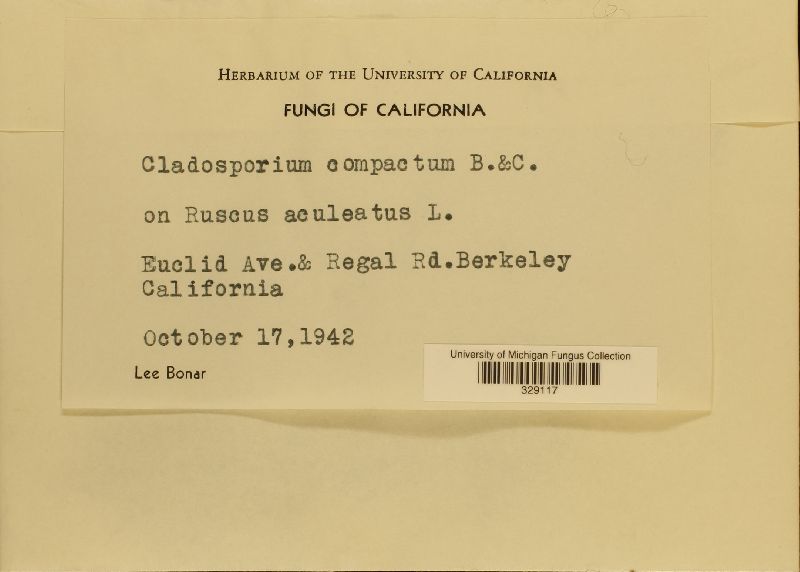 HERBARIUM OF THE UNIVERSITY OF CALIFORNIA
FUNGI OF CALIFORNIA
Cladosporium compactum B.&C.
on Ruscus aculeatus L.
Euclid Ave.& Regal Rd.Berkeley
California
October 17,1942
Lee Bonar
University of Michigan Fungus Collection
329117